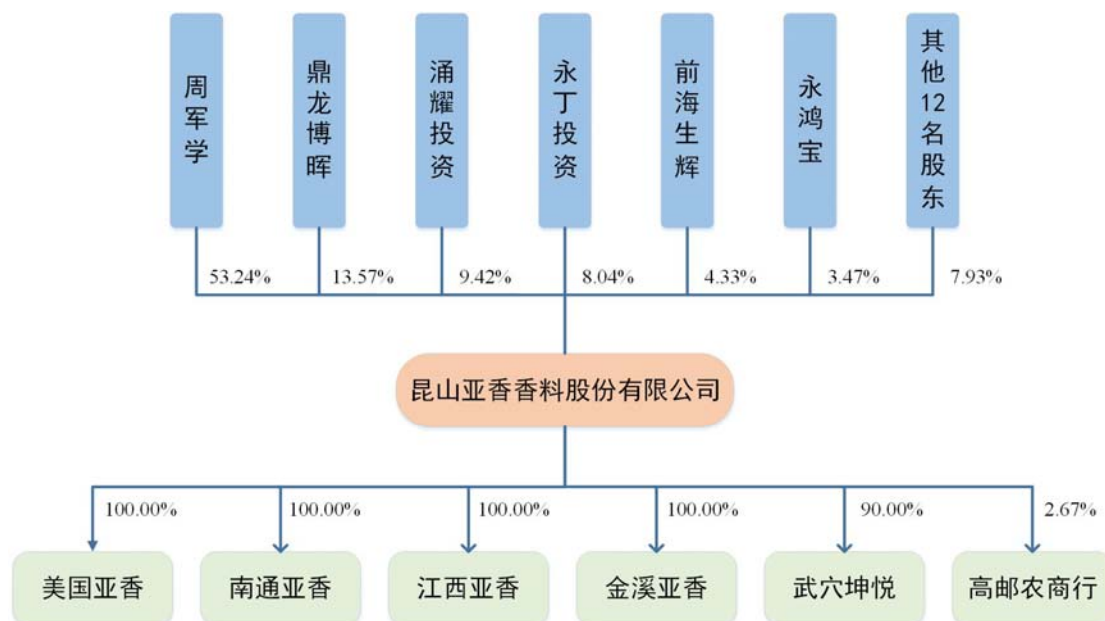 周军学
鼎龙博晖
涌耀投资
永丁投资
前海生辉
永鸿宝
其他12名股东
53.24%
13.57%
9.42%
8.04%
4.33%
3.47%
7.93%
昆山亚香香料股份有限公司
100.00%
100.00%
100.00%
100.00%
90.00%
2.67%
美国亚香
南通亚香
江西亚香
金溪亚香
武穴坤悦
高邮农商行